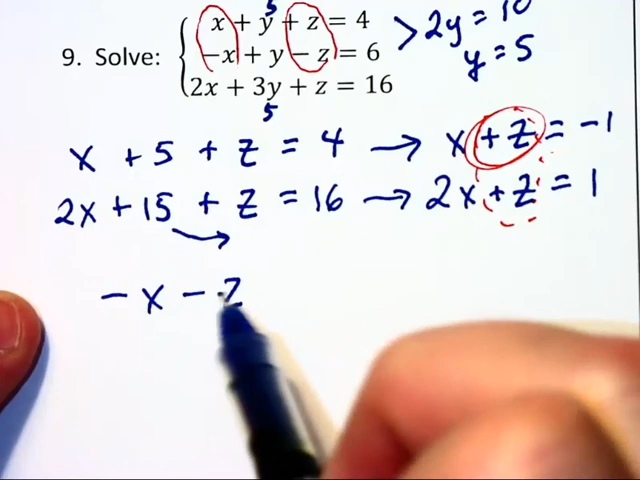 5
x + y + z = 4
9. Solve: -x + y - z = 6
2x + 3y + z = 16
5
> 2y = 10
y = 5
x + 5 + z = 4 → x + z = -1
2x + 15 + z = 16 → 2x + z = 1
- x - z